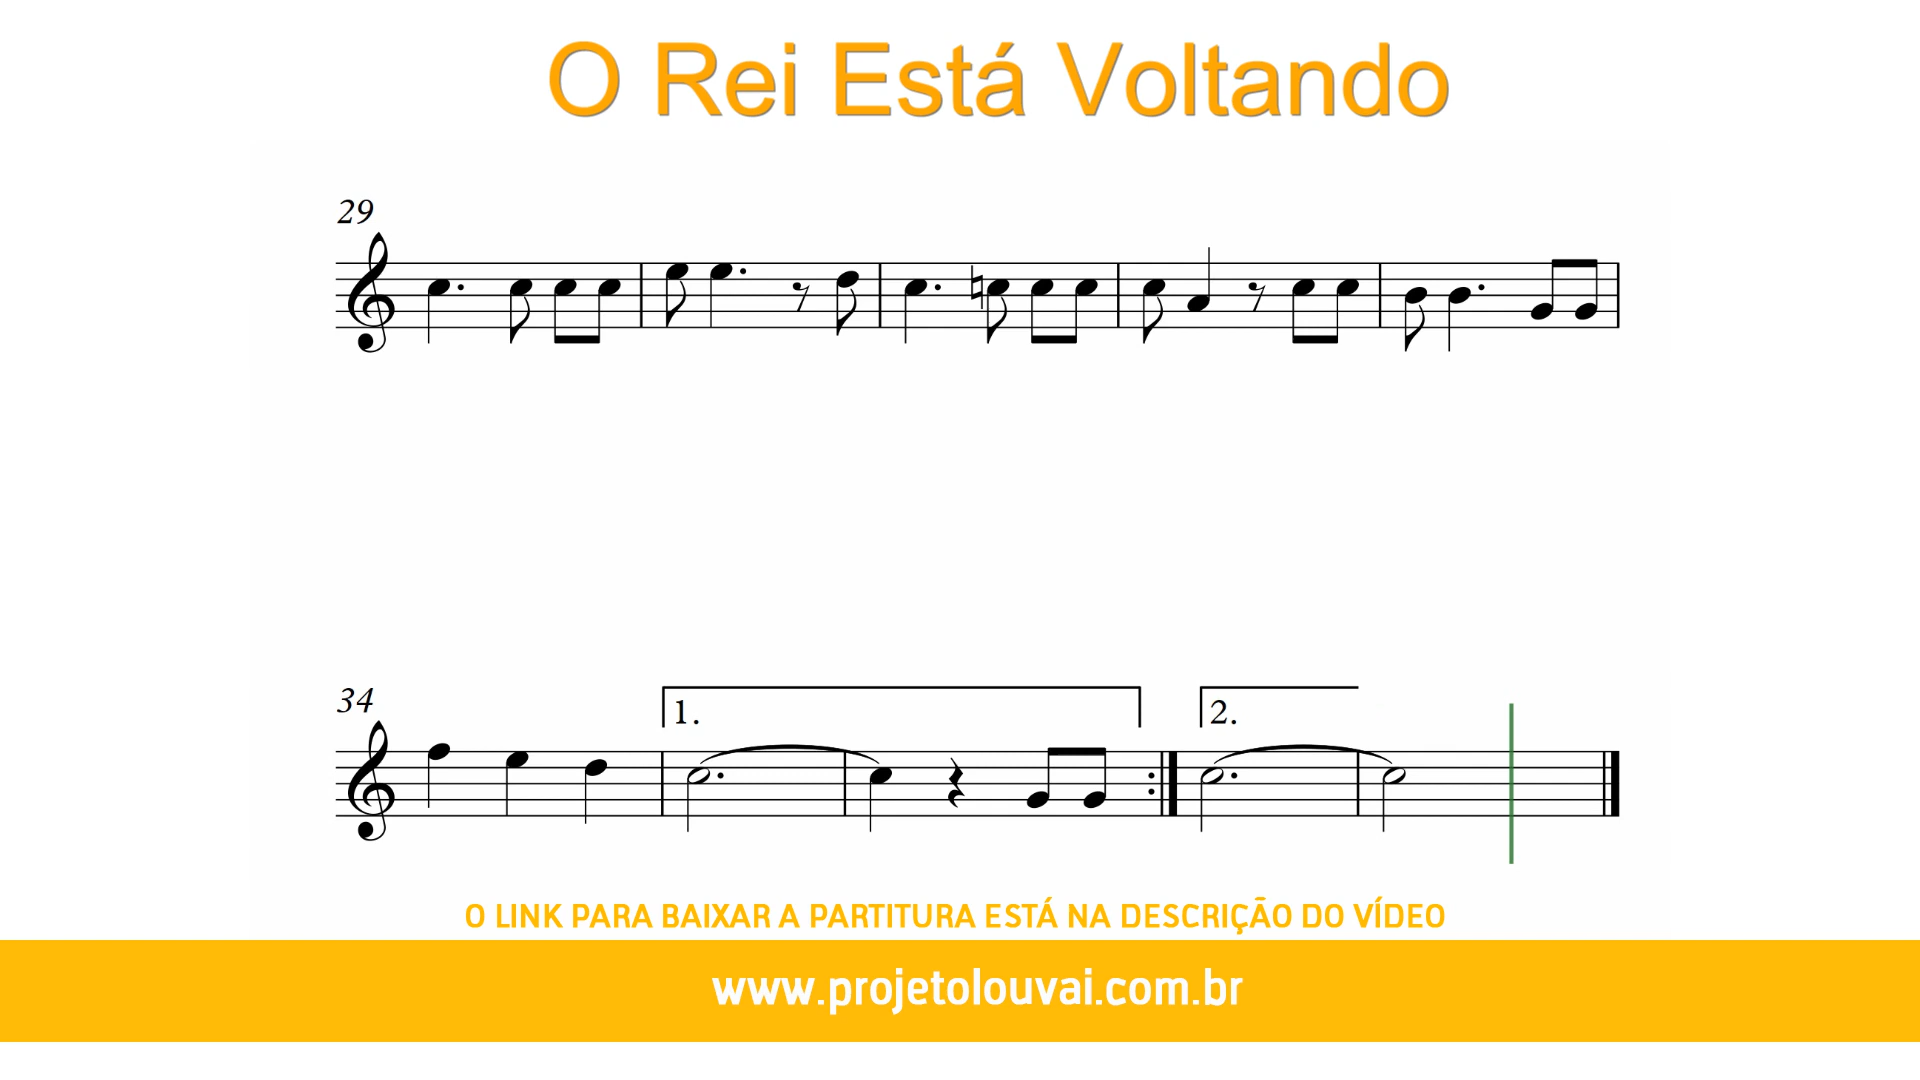 O Rei Está Voltando
29
34
1.
2.
O LINK PARA BAIXAR A PARTITURA ESTÁ NA DESCRIÇÃO DO VÍDEO
www.projetolouvai.com.br